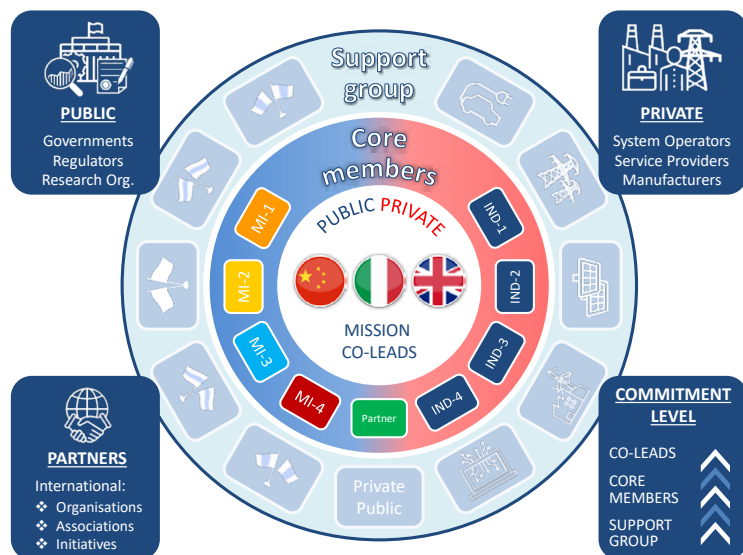 PUBLIC
Governments
Regulators
Research Org.
PRIVATE
System Operators
Service Providers
Manufacturers
Support
group
Core
members
PUBLIC PRIVATE
MISSION
CO-LEADS
MI-1
MI-2
MI-3
MI-4
Partner
IND-1
IND-2
IND-3
IND-4
Private
Public
PARTNERS
International:
❖ Organisations
❖ Associations
❖ Initiatives
COMMITMENT
LEVEL
CO-LEADS
CORE
MEMBERS
SUPPORT
GROUP